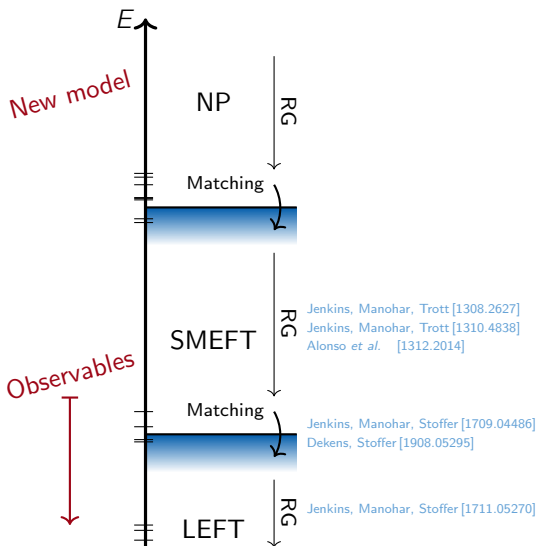 E
New model
NP
RG
Matching
SMEFT
RG
Jenkins, Manohar, Trott [1308.2627]
Jenkins, Manohar, Trott [1310.4838]
Alonso et al. [1312.2014]
Observables
Matching
Jenkins, Manohar, Stoffer [1709.04486]
Dekens, Stoffer [1908.05295]
LEFT
RG
Jenkins, Manohar, Stoffer [1711.05270]